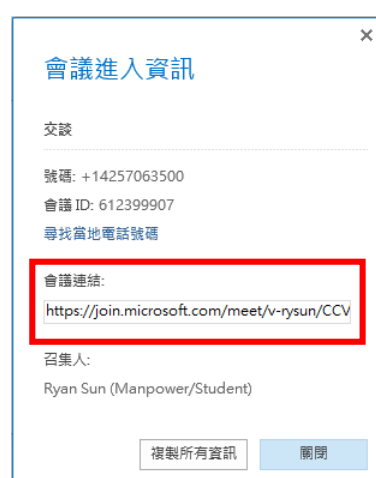 會議進入資訊
交談
號碼: +14257063500
會議 ID: 612399907
尋找當地電話號碼
會議連結:
https://join.microsoft.com/meet/v-rysun/CCV
召集人:
Ryan Sun (Manpower/Student)
複製所有資訊
關閉